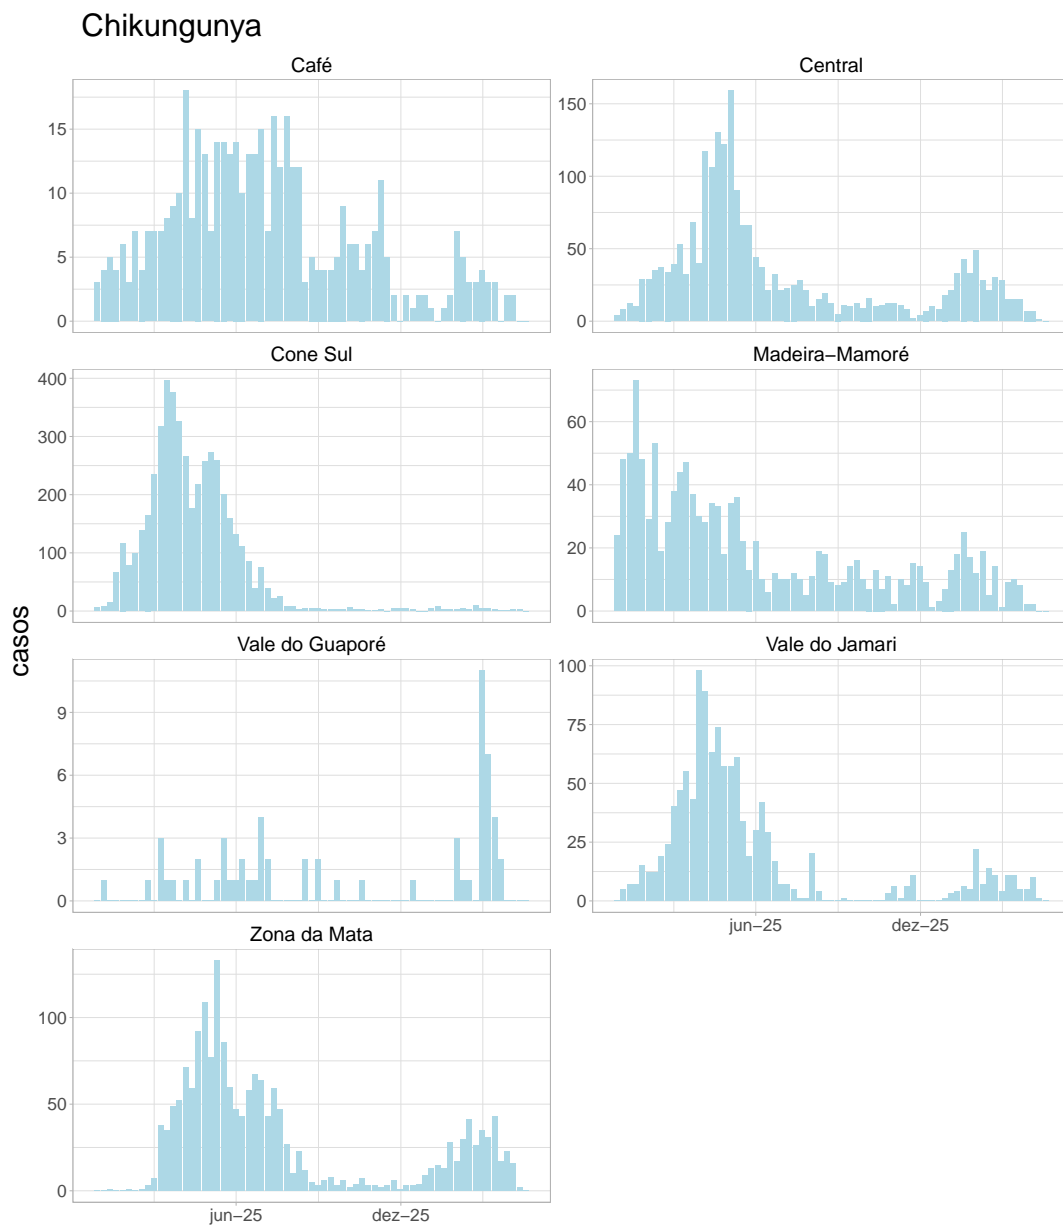 Chikungunya
Café
Central
15
10
5
0
150
100
50
0
Cone Sul
Madeira−Mamoré
400
300
200
100
0
60
40
20
0
casos
Vale do Guaporé
Vale do Jamari
9
6
3
0
100
75
50
25
0
jun−25
dez−25
Zona da Mata
100
50
0
jun−25
dez−25